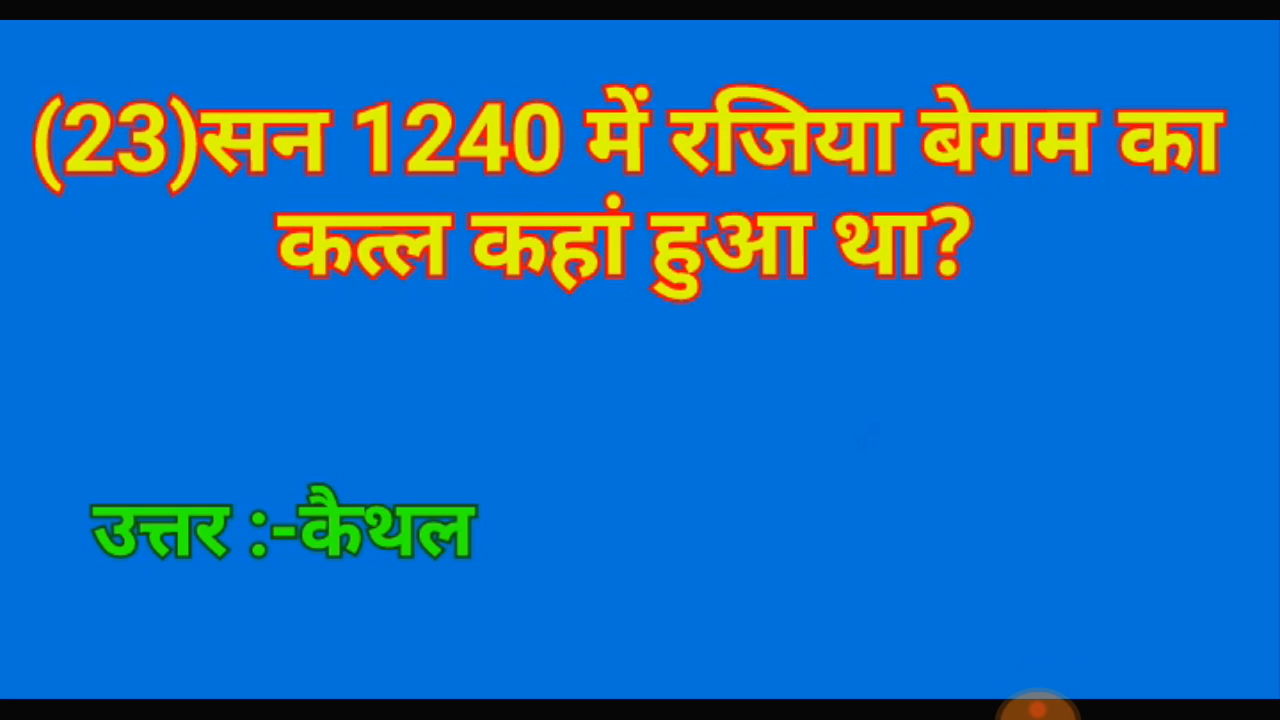 (23)सन 1240 में रजिया बेगम का
कत्ल कहां हुआ था?
उत्तर :-कैथल